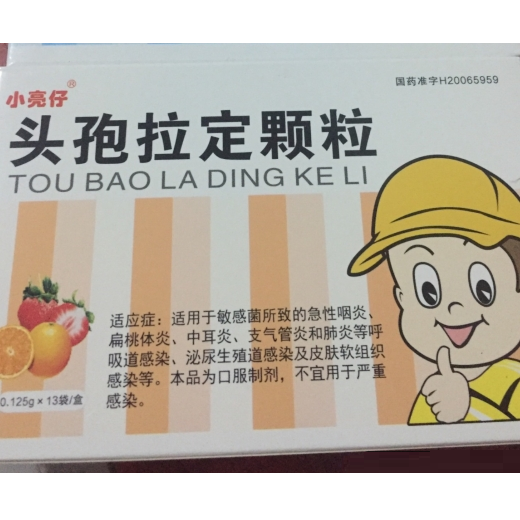 小亮仔®
国药准字H20065959
头孢拉定颗粒
TOU BAO LA DING KE LI
适应症：适用于敏感菌所致的急性咽炎、
扁桃体炎、中耳炎、支气管炎和肺炎等呼
吸道感染、泌尿生殖道感染及皮肤软组织
感染等。本品为口服制剂，不宜用于严重
感染。
0.125g×13袋/盒